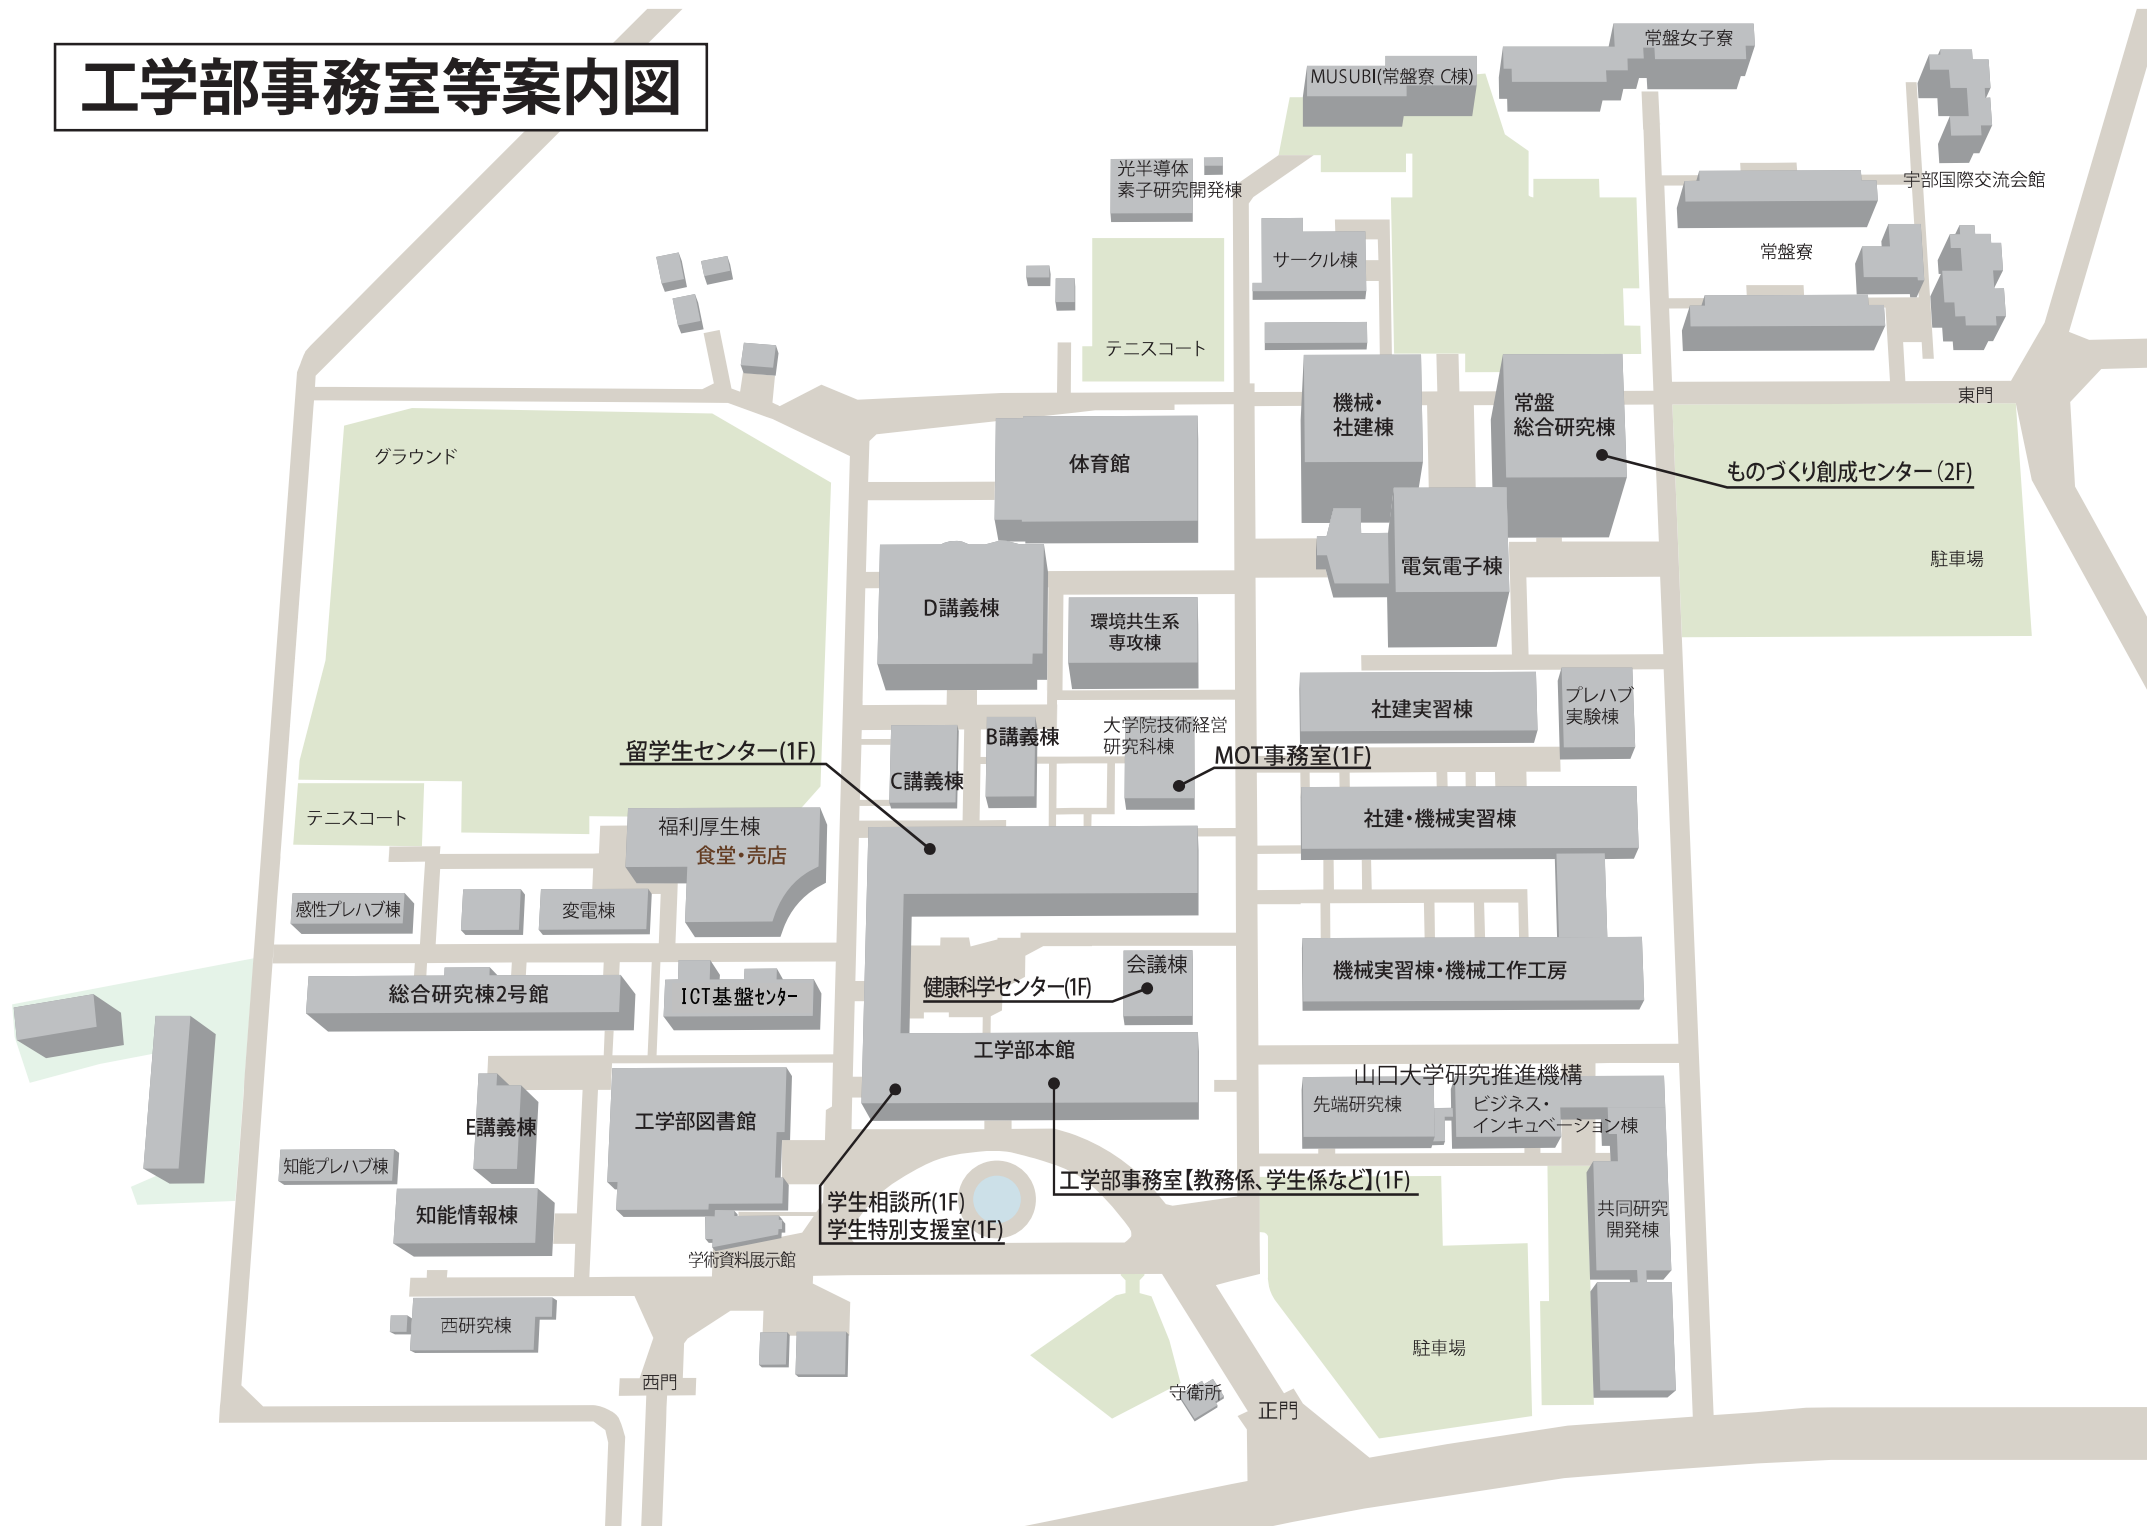 工学部事務室等案内図
常盤女子寮
MUSUBI(常盤寮 C棟)
光半導体
素子研究開発棟
宇部国際交流会館
サークル棟
常盤寮
テニスコート
東門
機械・
社建棟
常盤
総合研究棟
グラウンド
体育館
ものづくり創成センター(2F)
電気電子棟
駐車場
D講義棟
環境共生系
専攻棟
社建実習棟
プレハブ
実験棟
大学院技術経営
研究科棟
B講義棟
留学生センター(1F)
MOT事務室(1F)
C講義棟
テニスコート
福利厚生棟
食堂・売店
社建・機械実習棟
感性プレハブ棟
変電棟
会議棟
機械実習棟・機械工作工房
総合研究棟2号館
ICT基盤センター
健康科学センター(1F)
工学部本館
山口大学研究推進機構
先端研究棟
ビジネス・
インキュベーション棟
E講義棟
工学部図書館
知能プレハブ棟
工学部事務室【教務係、学生係など】(1F)
学生相談所(1F)
学生特別支援室(1F)
知能情報棟
共同研究
開発棟
学術資料展示館
西研究棟
駐車場
西門
守衛所
正門